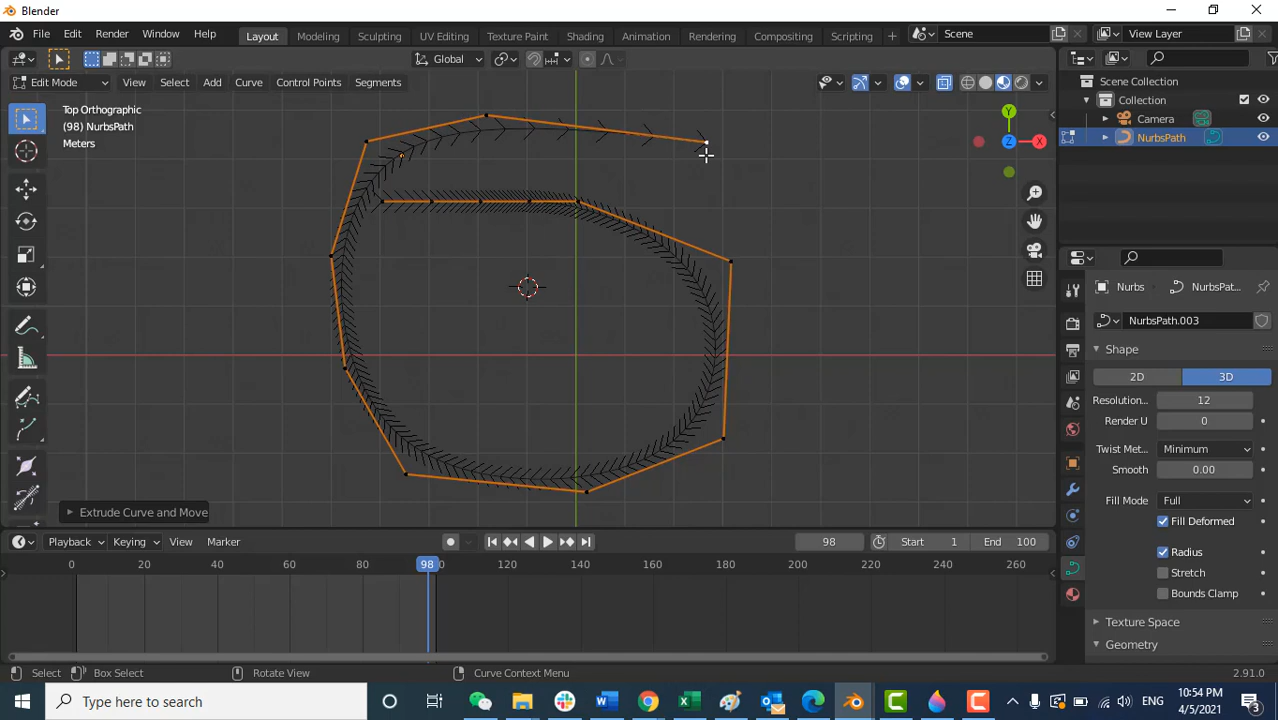 Blender
File Edit Render Window Help Layout Modeling Sculpting UV Editing Texture Paint Shading Animation Rendering Compositing Scripting + Scene View Layer
Global
Edit Mode View Select Add Curve Control Points Segments
Top Orthographic
(98) NurbsPath
Meters
Y
X
Z
Extrude Curve and Move
Scene Collection
Collection
Camera
NurbsPath
Nurbs NurbsPat..
NurbsPath.003
Shape
2D 3D
Resolution... 12
Render U 0
Twist Met... Minimum
Smooth 0.00
Fill Mode Full
Fill Deformed
Radius
Stretch
Bounds Clamp
Texture Space
Geometry
Playback Keying View Marker 98 Start 1 End 100
0 20 40 60 80 98 0 120 140 160 180 200 220 240 260
Select Box Select Rotate View Curve Context Menu 2.91.0
Type here to search
ENG
10:54 PM
4/5/2021
3